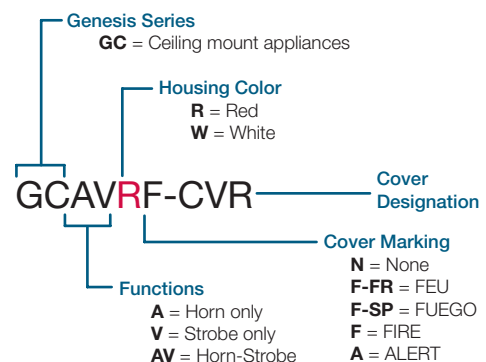 Genesis Series
GC = Ceiling mount appliances
Housing Color
R = Red
W = White
GCAVRF-CVR
Cover
Designation
Cover Marking
N = None
F-FR = FEU
F-SP = FUEGO
F = FIRE
A = ALERT
Functions
A = Horn only
V = Strobe only
AV = Horn-Strobe